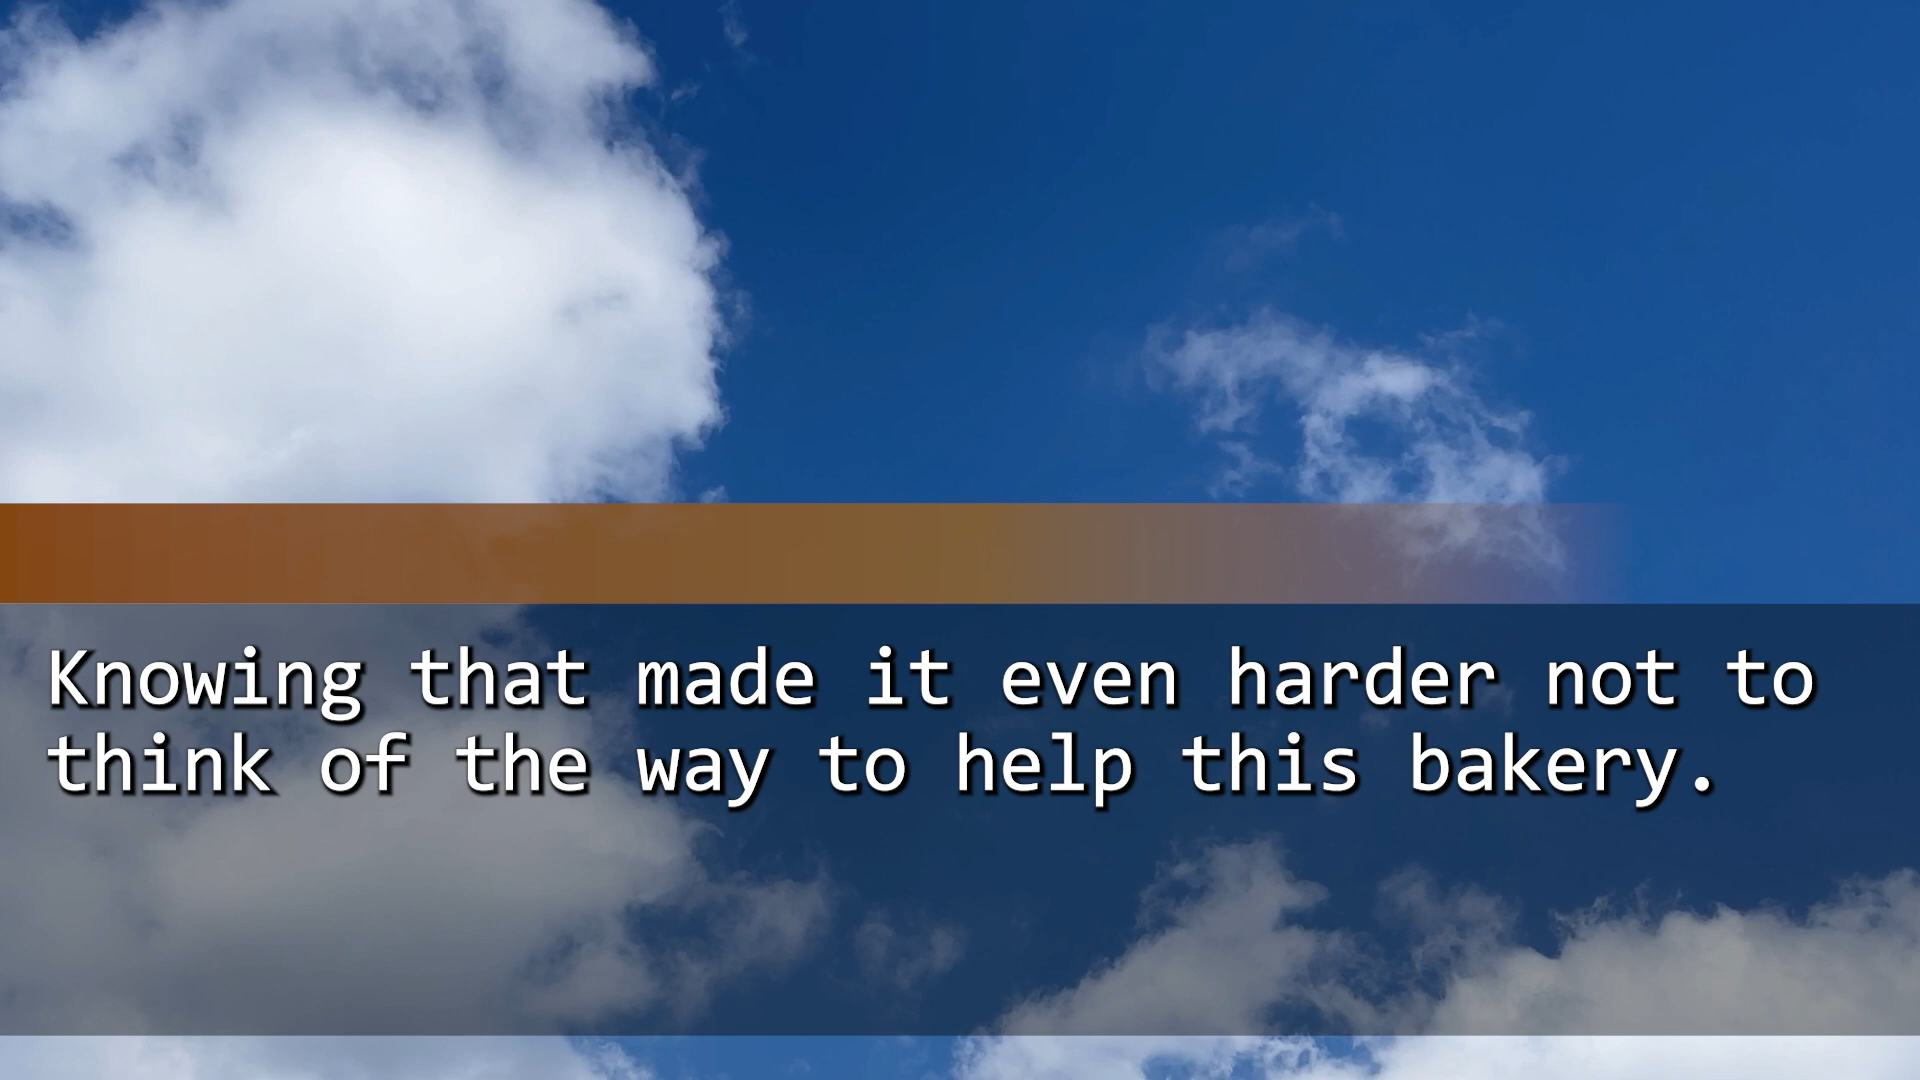 Knowing that made it even harder not to
think of the way to help this bakery.